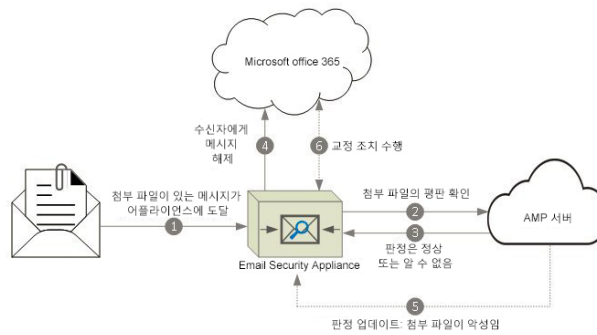 Microsoft office 365
수신자에게
메시지
해제
4
6
교정 조치 수행
첨부 파일이 있는 메시지가
어플라이언스에 도달
1
첨부 파일의 평판 확인
2
3
판정은 정상
또는 알 수 없음
AMP 서버
Email Security Appliance
5
판정 업데이트: 첨부 파일이 악성임